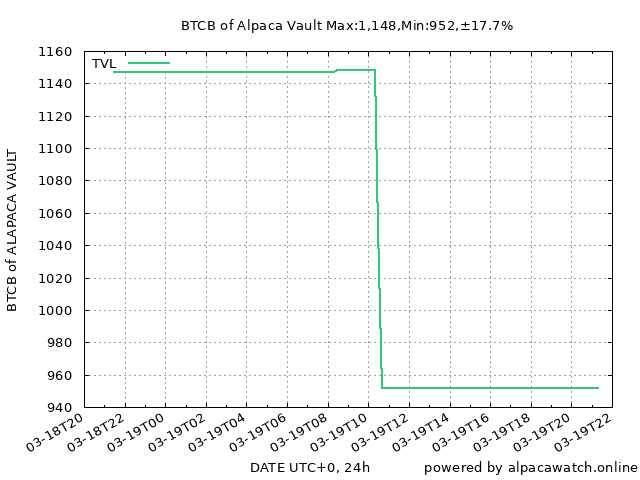 BTCB of Alpaca Vault Max:1,148,Min:952,±17.7%
TVL
1160
1140
1120
1100
1080
1060
1040
1020
1000
980
960
940
BTCB of ALAPACA VAULT
03-18T20
03-18T22
03-19T00
03-19T02
03-19T04
03-19T06
03-19T08
03-19T10
03-19T12
03-19T14
03-19T16
03-19T18
03-19T20
03-19T22
DATE UTC+0, 24h
powered by alpacawatch.online